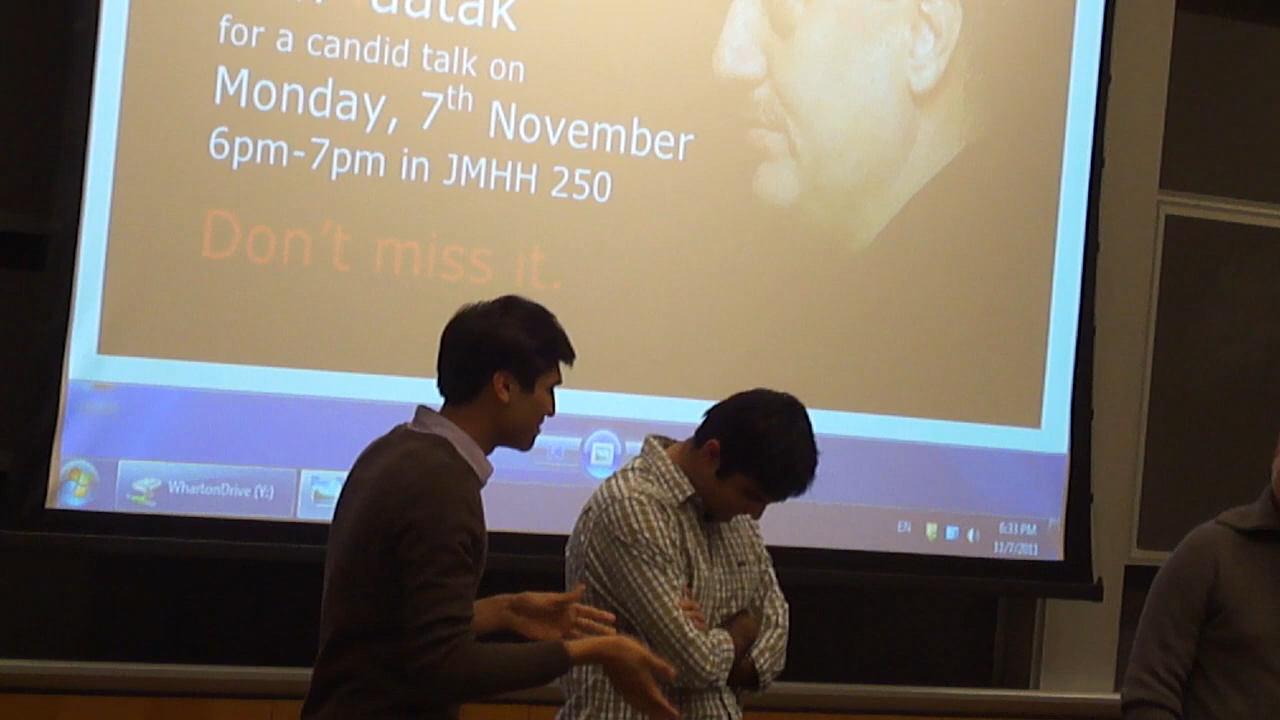 for a candid talk on
Monday, 7th November
6pm-7pm in JMHH 250
Don't miss it.
WhartonDrive (Y:)
EN
6:33 PM
11/7/2011